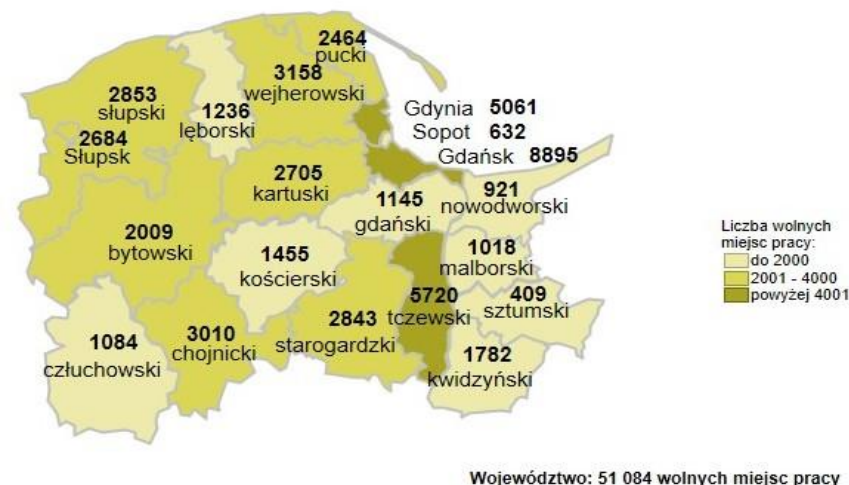 2464
pucki
3158
wejherowski
2853
słupski
1236
lęborski
2684
Słupsk
Gdynia 5061
Sopot 632
Gdańsk 8895
2705
kartuski
1145
gdański
921
nowodworski
2009
bytowski
1455
kościerski
1018
malborski
Liczba wolnych
miejsc pracy:
do 2000
2001 - 4000
powyżej 4001
5720
tczewski
409
sztumski
1084
człuchowski
3010
chojnicki
2843
starogardzki
1782
kwidzyński
Województwo: 51 084 wolnych miejsc pracy